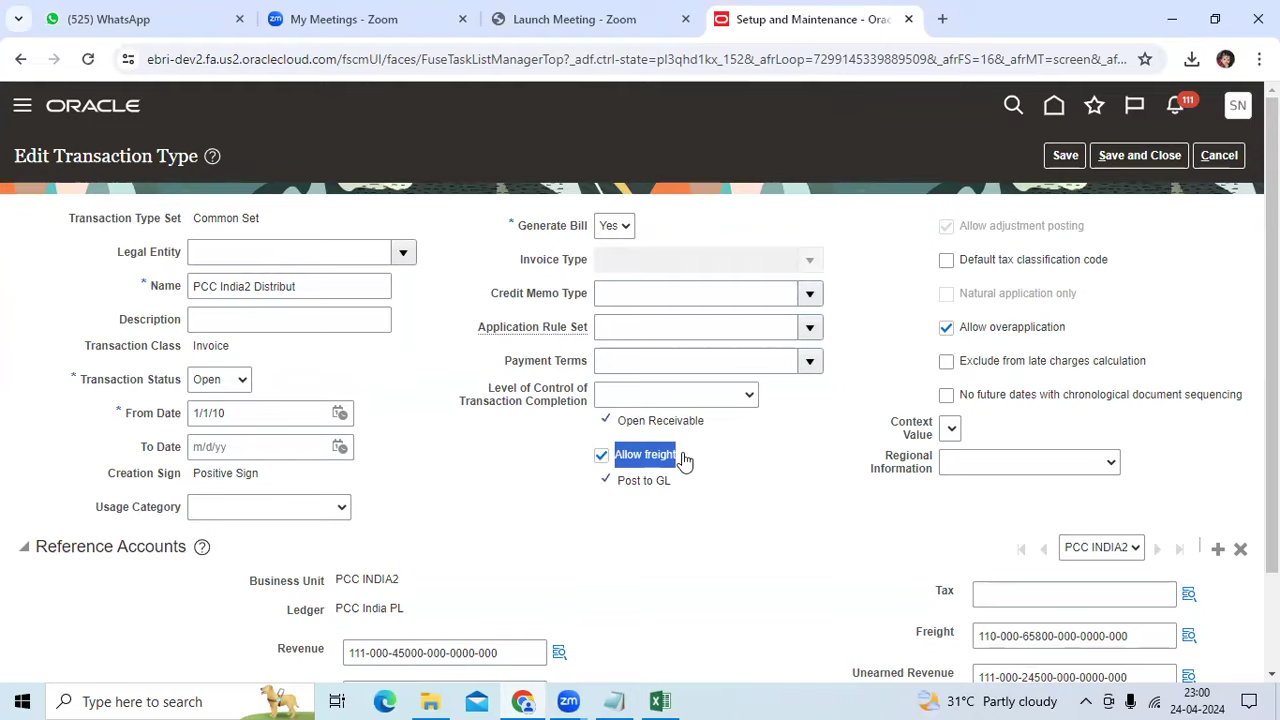 (525) WhatsApp
My Meetings - Zoom
Launch Meeting - Zoom
Setup and Maintenance - Orac
ebri-dev2.fa.us2.oraclecloud.com/fscmUI/faces/FuseTaskListManagerTop?_adf.ctrl-state=pl3qhd1kx_152&_afrLoop=72991453398895098&_afrFS=16&_afrMT=screen&_afr...
ORACLE
111
SN
Edit Transaction Type
Save
Save and Close
Cancel
Transaction Type Set Common Set
Legal Entity
* Name PCC India2 Distribut
Description
Transaction Class Invoice
* Transaction Status Open
* From Date 1/1/10
To Date m/d/yy
Creation Sign Positive Sign
Usage Category
* Generate Bill Yes
Invoice Type
Credit Memo Type
Application Rule Set
Payment Terms
Level of Control of
Transaction Completion
Open Receivable
Allow freight
Post to GL
Allow adjustment posting
Default tax classification code
Natural application only
Allow overapplication
Exclude from late charges calculation
No future dates with chronological document sequencing
Context
Value
Regional
Information
Reference Accounts
PCC INDIA2
Business Unit PCC INDIA2
Ledger PCC India PL
Revenue 111-000-45000-000-0000-000
Tax
Freight 110-000-65800-000-0000-000
Unearned Revenue 111-000-24500-000-0000-000
Type here to search
31°C Partly cloudy
23:00
24-04-2024